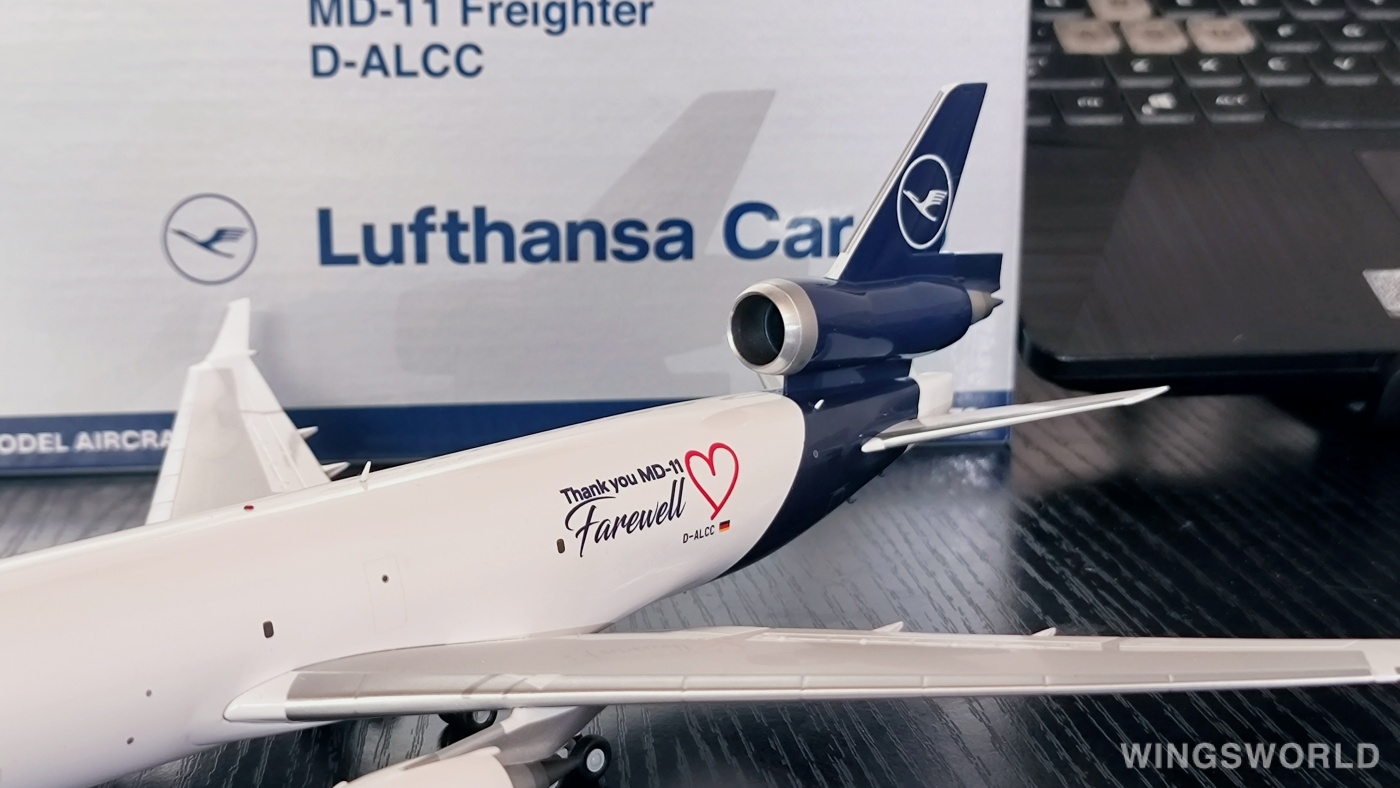 MD-11 Freighter
D-ALCC
Lufthansa Car
ODEL AIRCRA
Thank you MD-11
Farewell
D-ALCC
WINGSWORLD